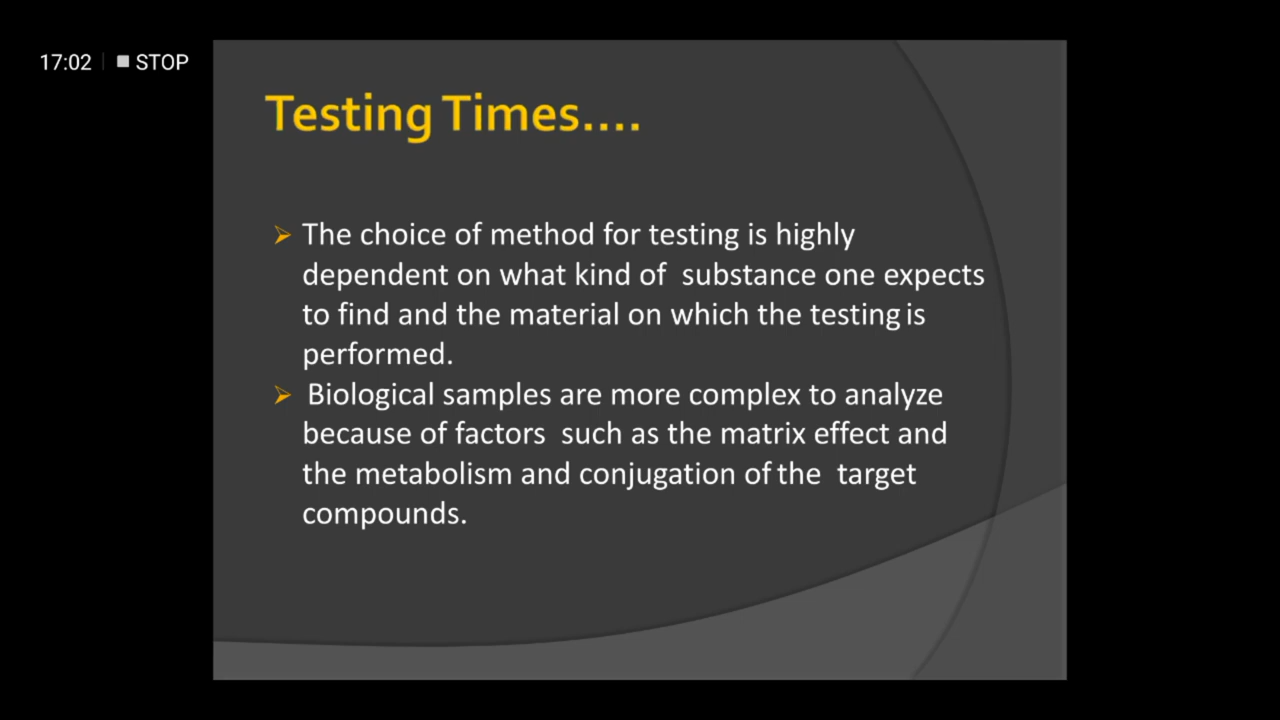 17:02 STOP
Testing Times....
➢ The choice of method for testing is highly
dependent on what kind of substance one expects
to find and the material on which the testing is
performed.
➢ Biological samples are more complex to analyze
because of factors such as the matrix effect and
the metabolism and conjugation of the target
compounds.